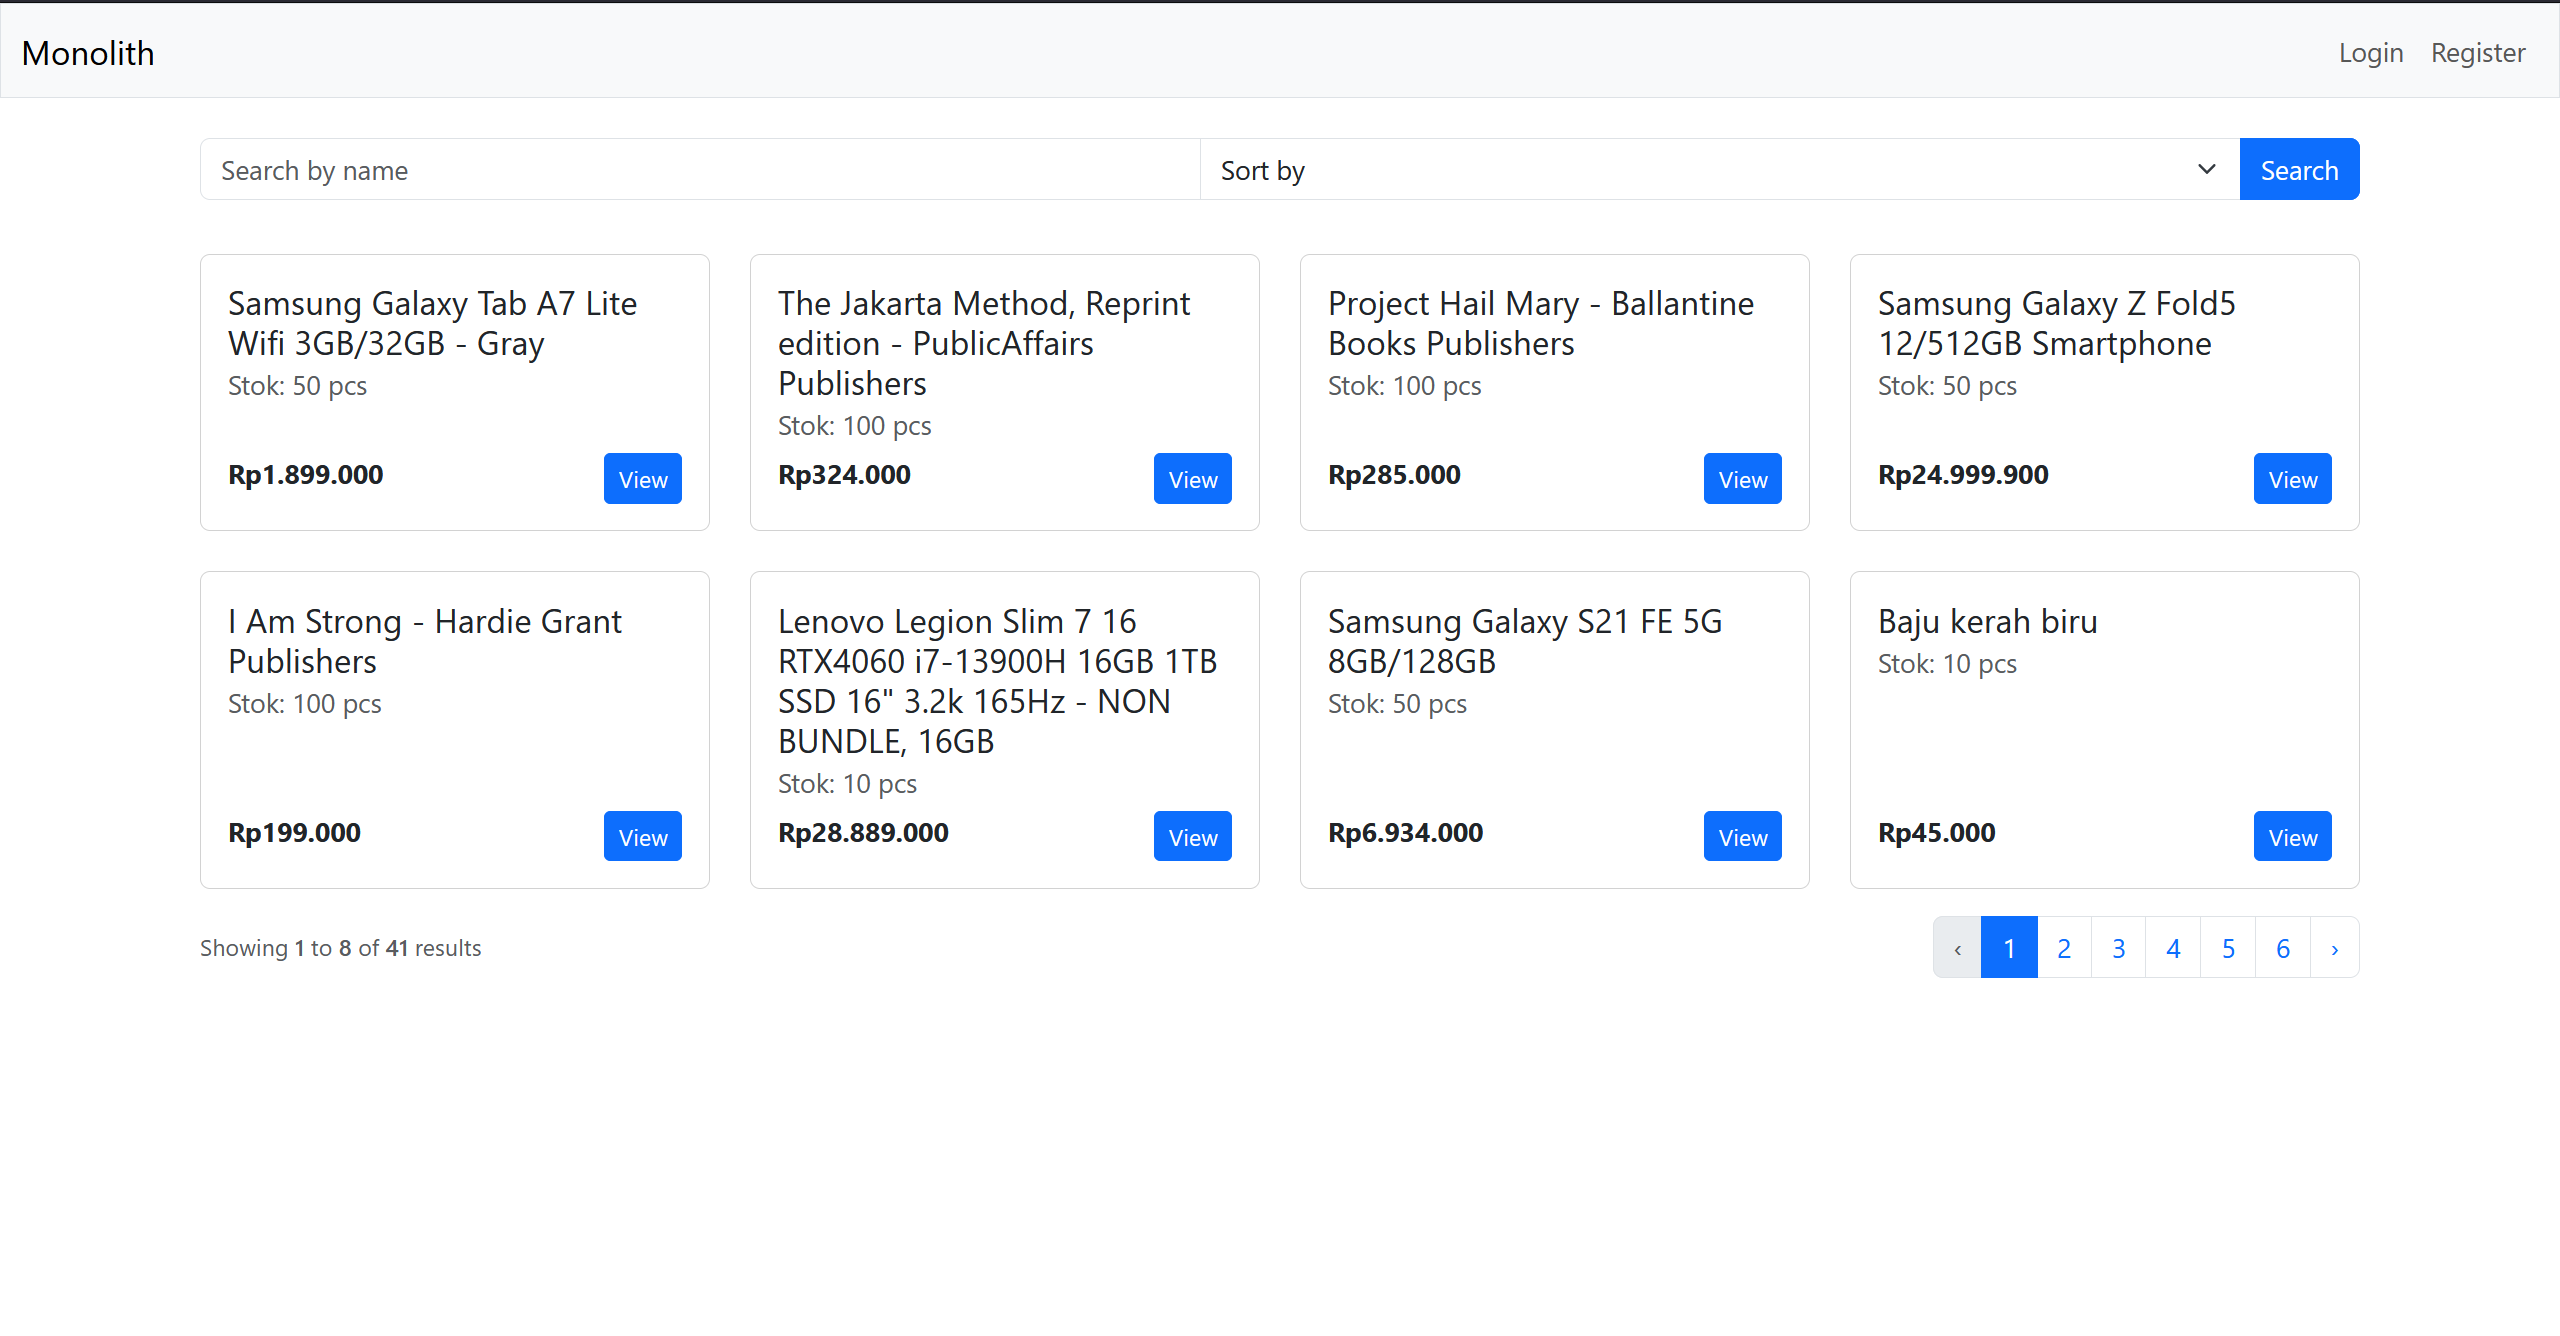 Monolith
Login Register
Search by name
Sort by
Search
Samsung Galaxy Tab A7 Lite
Wifi 3GB/32GB - Gray
Stok: 50 pcs
Rp1.899.000
View
The Jakarta Method, Reprint
edition - PublicAffairs
Publishers
Stok: 100 pcs
Rp324.000
View
Project Hail Mary - Ballantine
Books Publishers
Stok: 100 pcs
Rp285.000
View
Samsung Galaxy Z Fold5
12/512GB Smartphone
Stok: 50 pcs
Rp24.999.900
View
I Am Strong - Hardie Grant
Publishers
Stok: 100 pcs
Rp199.000
View
Lenovo Legion Slim 7 16
RTX4060 i7-13900H 16GB 1TB
SSD 16" 3.2k 165Hz - NON
BUNDLE, 16GB
Stok: 10 pcs
Rp28.889.000
View
Samsung Galaxy S21 FE 5G
8GB/128GB
Stok: 50 pcs
Rp6.934.000
View
Baju kerah biru
Stok: 10 pcs
Rp45.000
View
Showing 1 to 8 of 41 results
‹ 1 2 3 4 5 6 ›